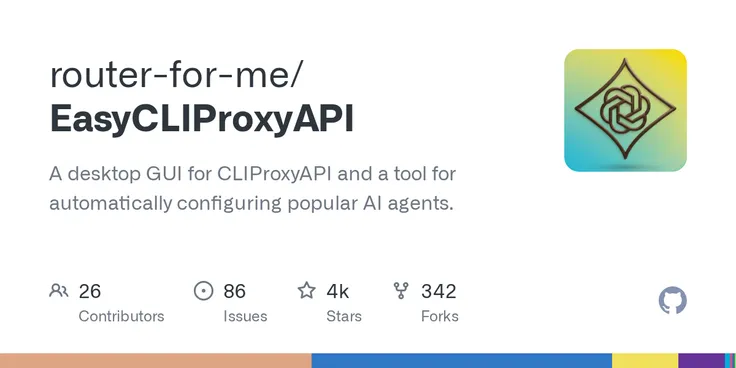 router-for-me/
EasyCLIProxyAPI
A desktop GUI for CLIProxyAPI and a tool for
automatically configuring popular AI agents.
26
Contributors
86
Issues
4k
Stars
342
Forks